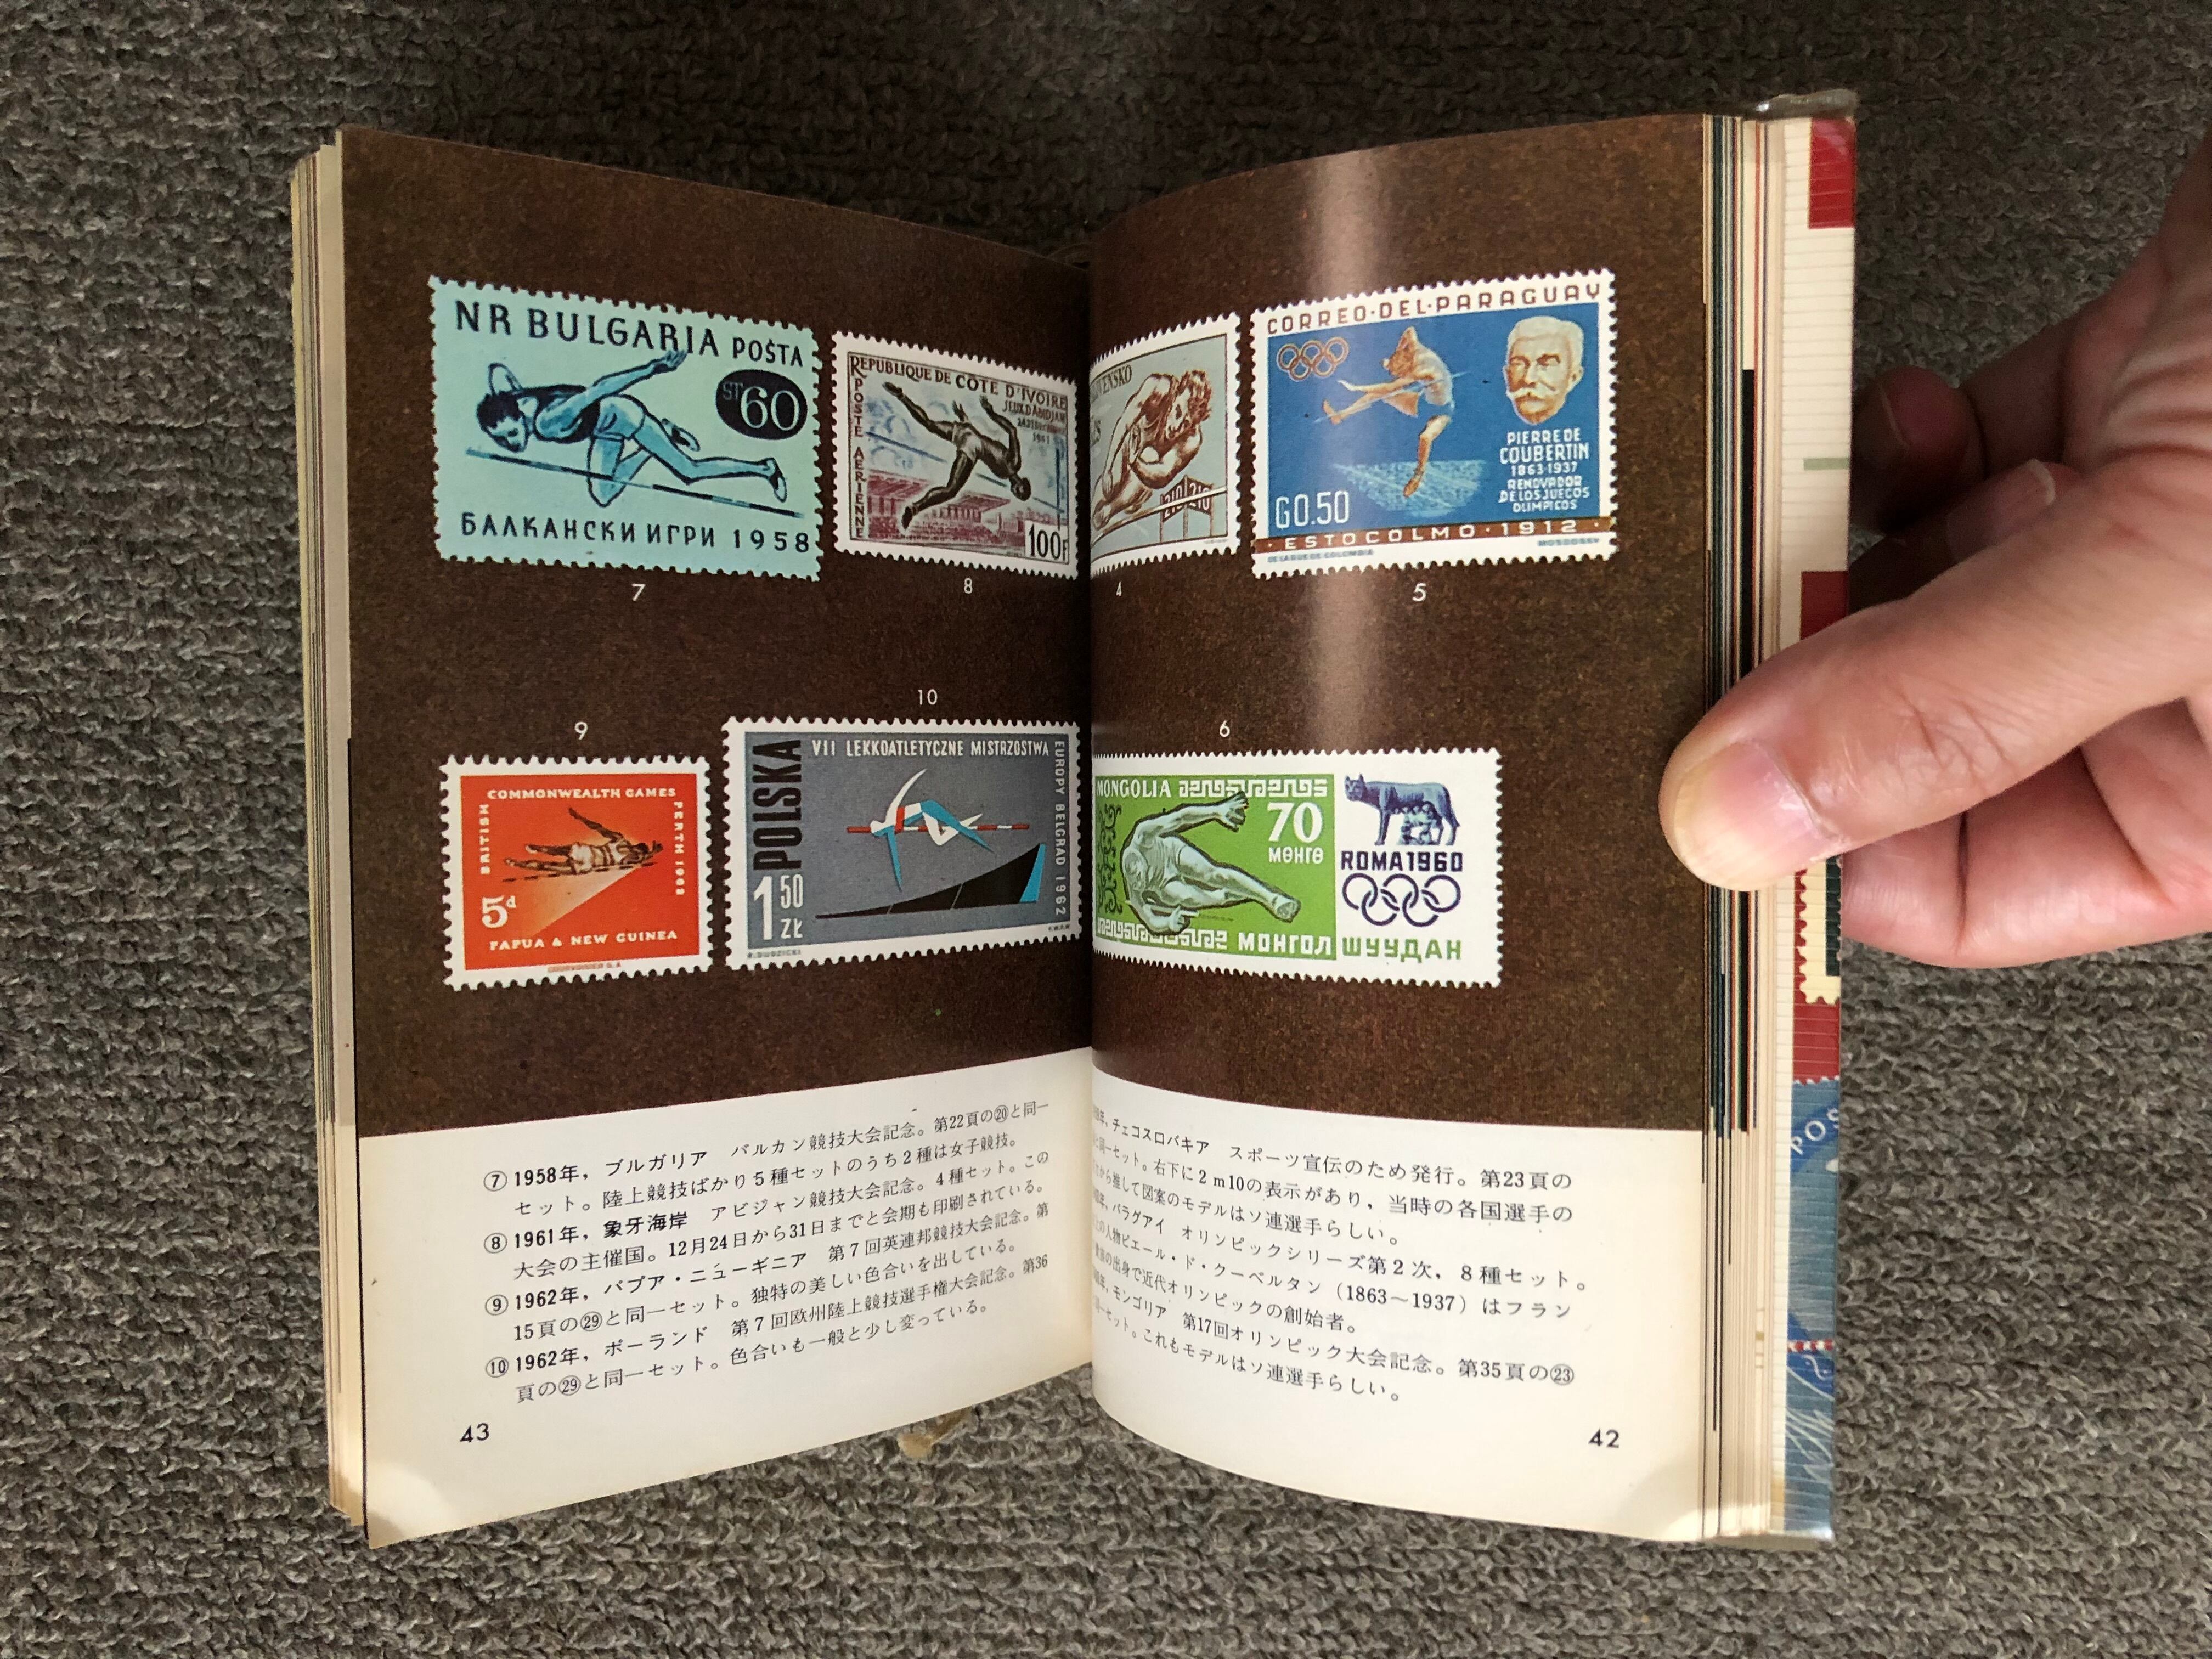 NR BULGARIA POSTA
ST 60
БАЛКАНСКИ ИГРИ 1958
7
REPUBLIQUE DE CÔTE D'IVOIRE
JEUX D'ABIDJAN
1961
POSTE AERIENNE
100F
8
9
COMMONWEALTH GAMES
BRITISH
PERTH 1962
5d
PAPUA & NEW GUINEA
10
POLSKA
VII LEKKOATLETYCZNE MISTRZOSTWA
EUROPY BELGRAD 1962
1 50 ZŁ
⑦ 1958年，ブルガリア　バルカン競技大会記念。第22頁の⑳と同一
セット。陸上競技ばかり5種セットのうち2種は女子競技。
⑧ 1961年，象牙海岸　アビジャン競技大会記念。4種セット。この
大会の主催国。12月24日から31日までと会期も印刷されている。
⑨ 1962年，パプア・ニューギニア　第7回英連邦競技大会記念。第
15頁の㉙と同一セット。独特の美しい色合いを出している。
⑩ 1962年，ポーランド　第7回欧州陸上競技選手権大会記念。第36
頁の㉙と同一セット。色合いも一般と少し変っている。
43
OVENSKO
210 210
4
CORREO·DEL·PARAGUAY
PIERRE DE
COUBERTIN
1863·1937
RENOVADOR
DE LOS JUEGOS
OLIMPICOS
G0.50
·ESTOCOLMO·1912·
5
6
MONGOLIA
70
МӨНГӨ
МОНГОЛ ШУУДАН
ROMA 1960
年，チェコスロバキア　スポーツ宣伝のため発行。第23頁の
と同一セット。右下に2m10の表示があり，当時の各国選手の
から推して図案のモデルはソ連選手らしい。
年，パラグアイ　オリンピックシリーズ第2次，8種セット。
の人物ピエール・ド・クーベルタン（1863〜1937）はフラン
の出身で近代オリンピックの創始者。
年，モンゴリア　第17回オリンピック大会記念。第35頁の㉓
セット。これもモデルはソ連選手らしい。
42
POS